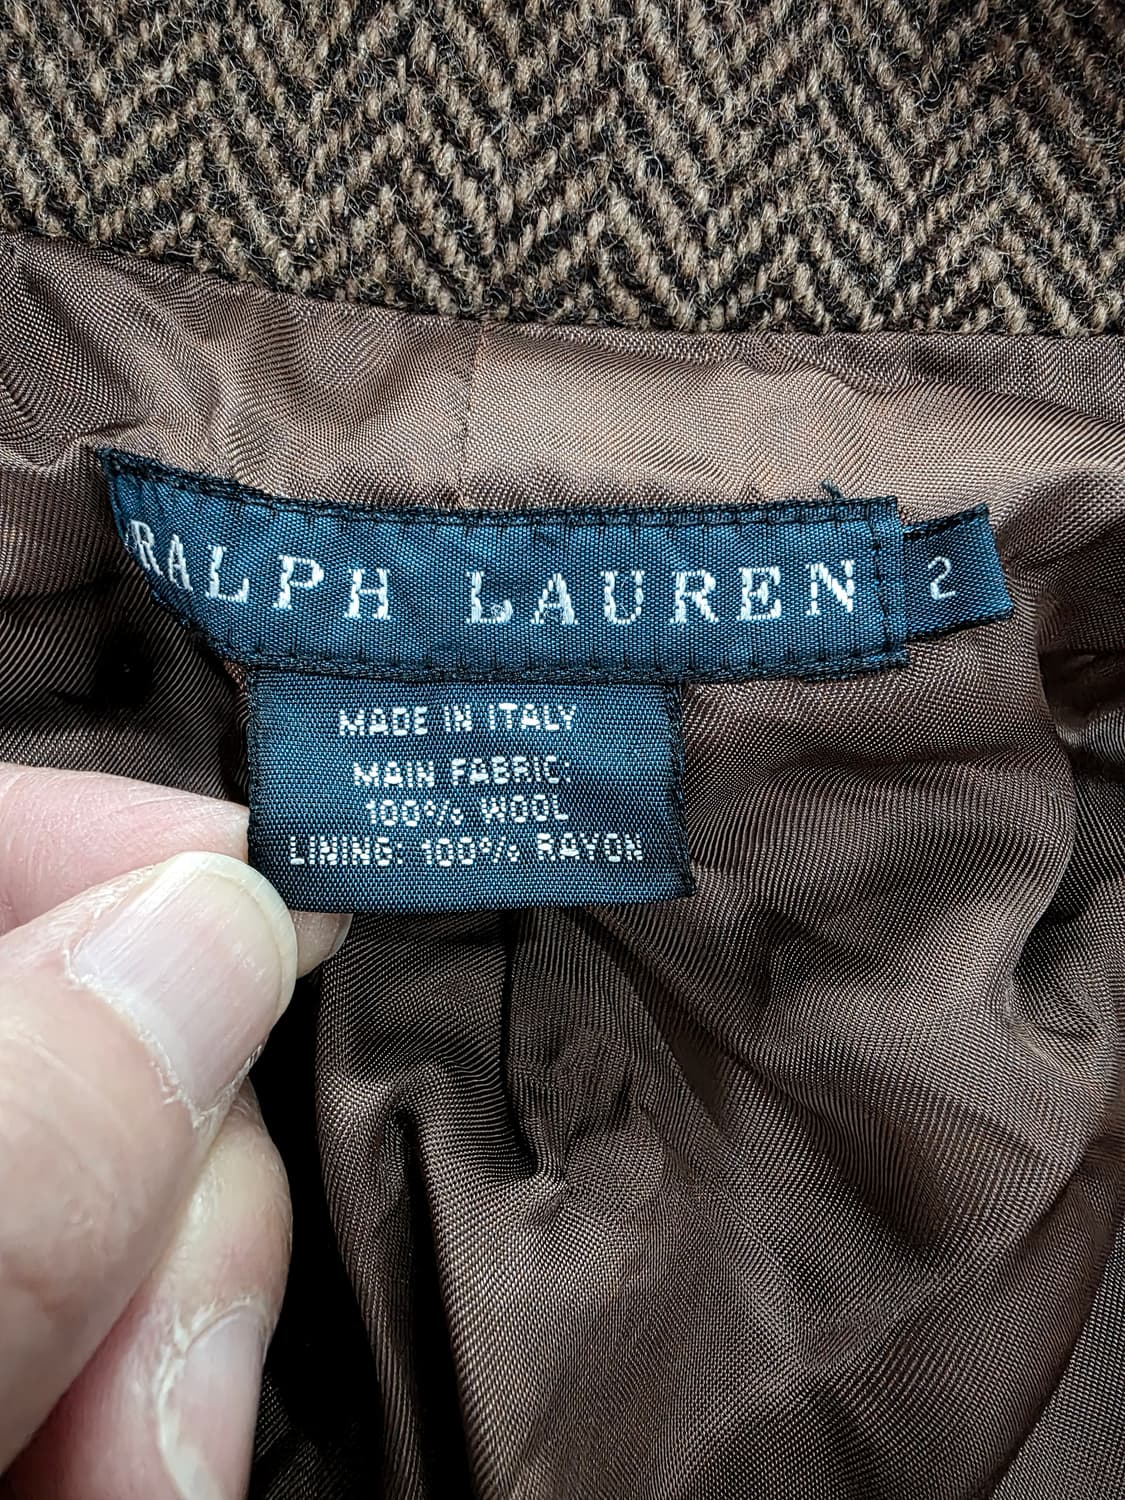 RALPH LAUREN 2
MADE IN ITALY
MAIN FABRIC:
100% WOOL
LINING: 100% RAYON